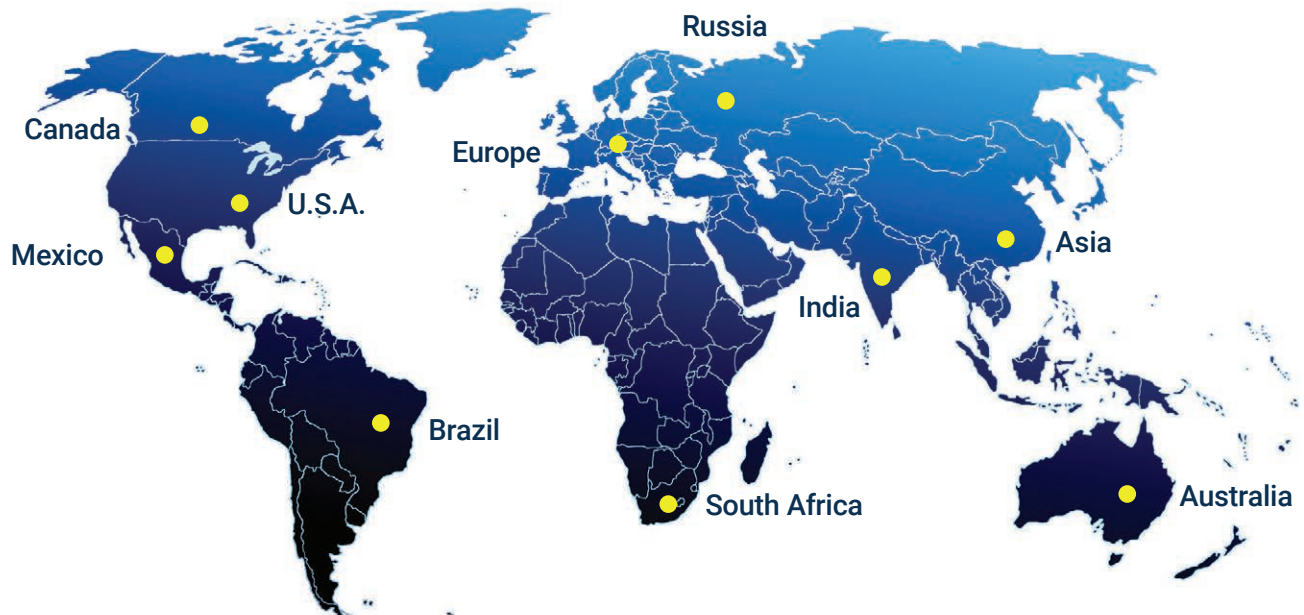 Russia
Canada
Europe
U.S.A.
Mexico
Asia
India
Brazil
South Africa
Australia